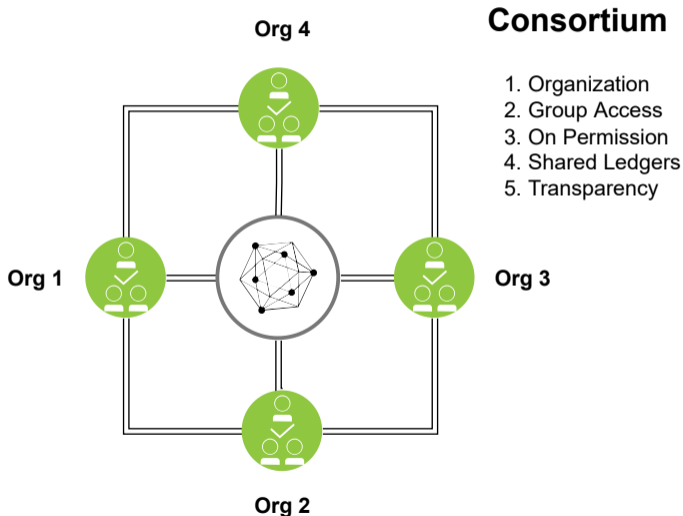 Consortium
Org 4
1. Organization
2. Group Access
3. On Permission
4. Shared Ledgers
5. Transparency
Org 1
Org 3
Org 2